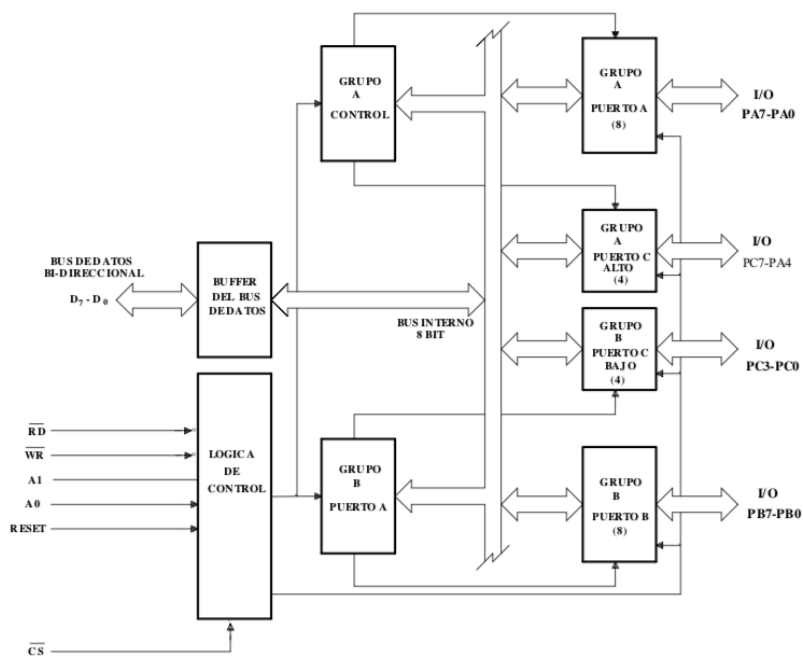 GRUPO
A
CONTROL
GRUPO
A
PUERTO A
(8)
I/O
PA7-PA0
GRUPO
A
PUERTO C
ALTO
(4)
I/O
PC7-PA4
BUS DE DATOS
BI-DIRECCIONAL
D7 - D0
BUFFER
DEL BUS
DE DATOS
BUS INTERNO
8 BIT
GRUPO
B
PUERTO C
BAJO
(4)
I/O
PC3-PC0
RD
WR
A1
A0
RESET
CS
LOGICA
DE
CONTROL
GRUPO
B
PUERTO A
GRUPO
B
PUERTO B
(8)
I/O
PB7-PB0